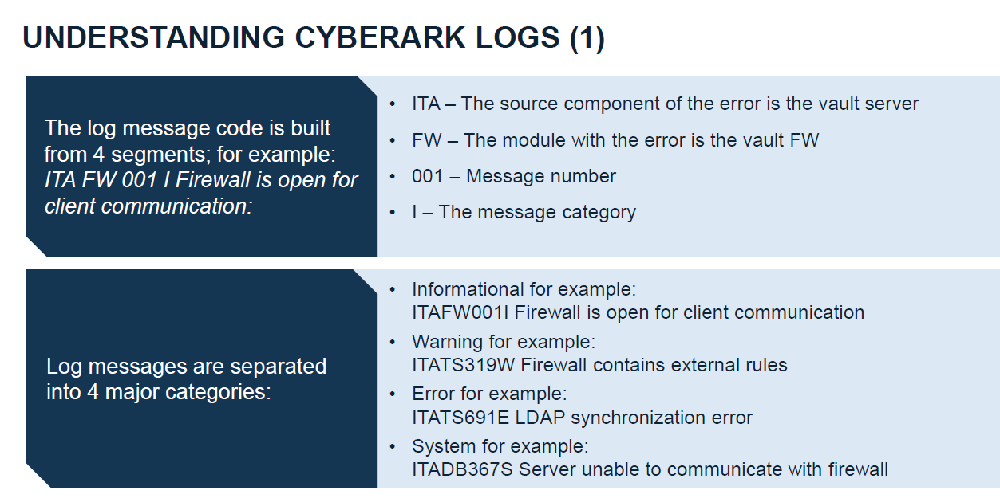 UNDERSTANDING CYBERARK LOGS (1)
The log message code is built
from 4 segments; for example:
ITA FW 001 I Firewall is open for
client communication:
• ITA – The source component of the error is the vault server
• FW – The module with the error is the vault FW
• 001 – Message number
• I – The message category
Log messages are separated
into 4 major categories:
• Informational for example:
ITAFW001I Firewall is open for client communication
• Warning for example:
ITATS319W Firewall contains external rules
• Error for example:
ITATS691E LDAP synchronization error
• System for example:
ITADB367S Server unable to communicate with firewall